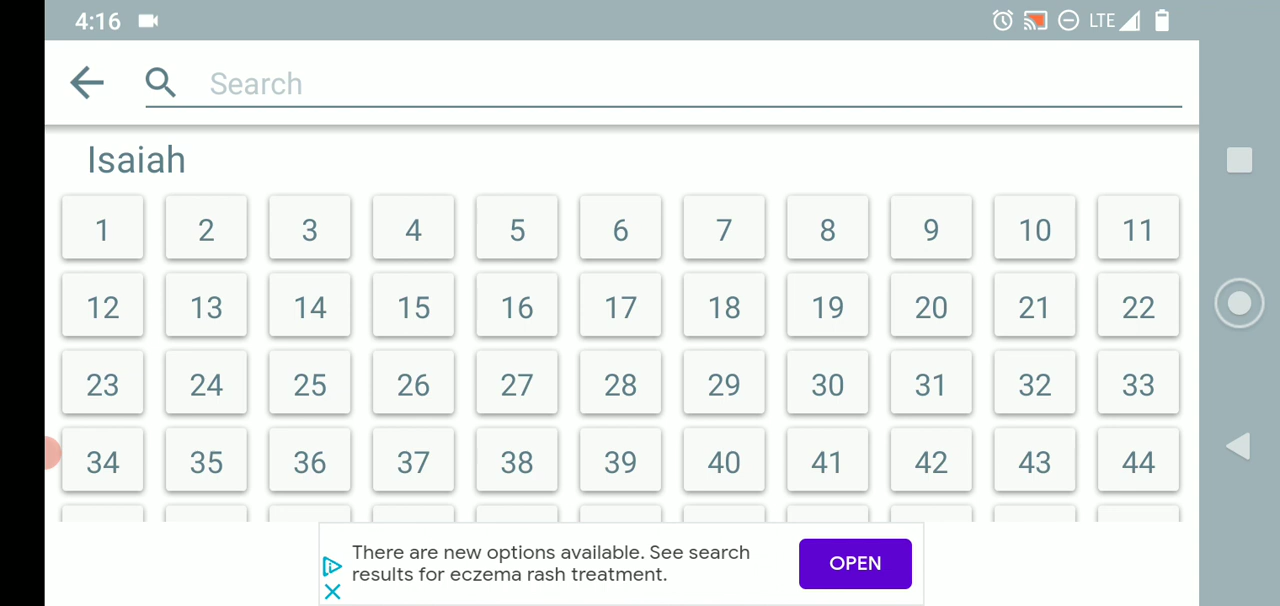 4:16 LTE
Search
Isaiah
1 2 3 4 5 6 7 8 9 10 11
12 13 14 15 16 17 18 19 20 21 22
23 24 25 26 27 28 29 30 31 32 33
34 35 36 37 38 39 40 41 42 43 44
There are new options available. See search
results for eczema rash treatment.
OPEN